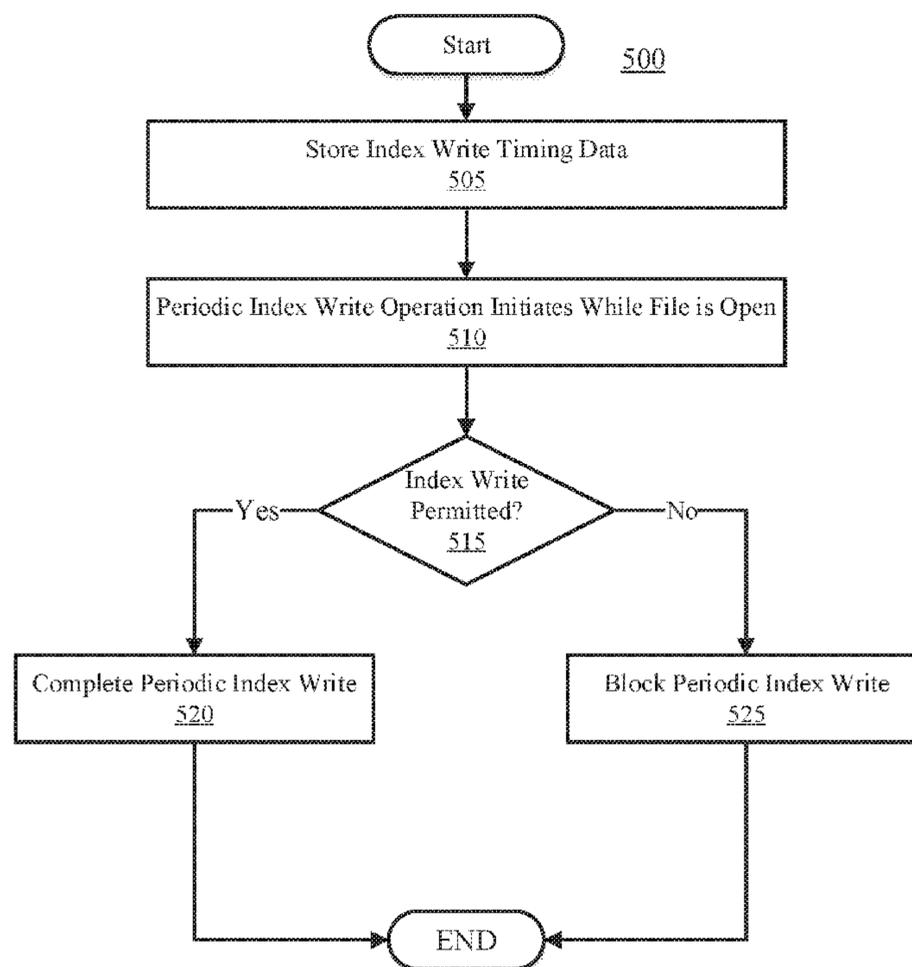 Start
500
Store Index Write Timing Data
505
Periodic Index Write Operation Initiates While File is Open
510
Index Write
Permitted?
515
Yes
No
Complete Periodic Index Write
520
Block Periodic Index Write
525
END